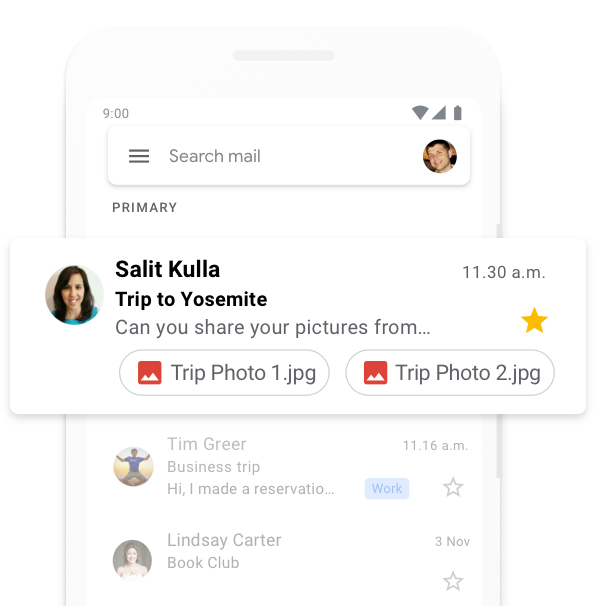 9:00
Search mail
PRIMARY
Salit Kulla
11.30 a.m.
Trip to Yosemite
Can you share your pictures from...
Trip Photo 1.jpg
Trip Photo 2.jpg
Tim Greer
11.16 a.m.
Business trip
Hi, I made a reservatio...
Work
Lindsay Carter
3 Nov
Book Club